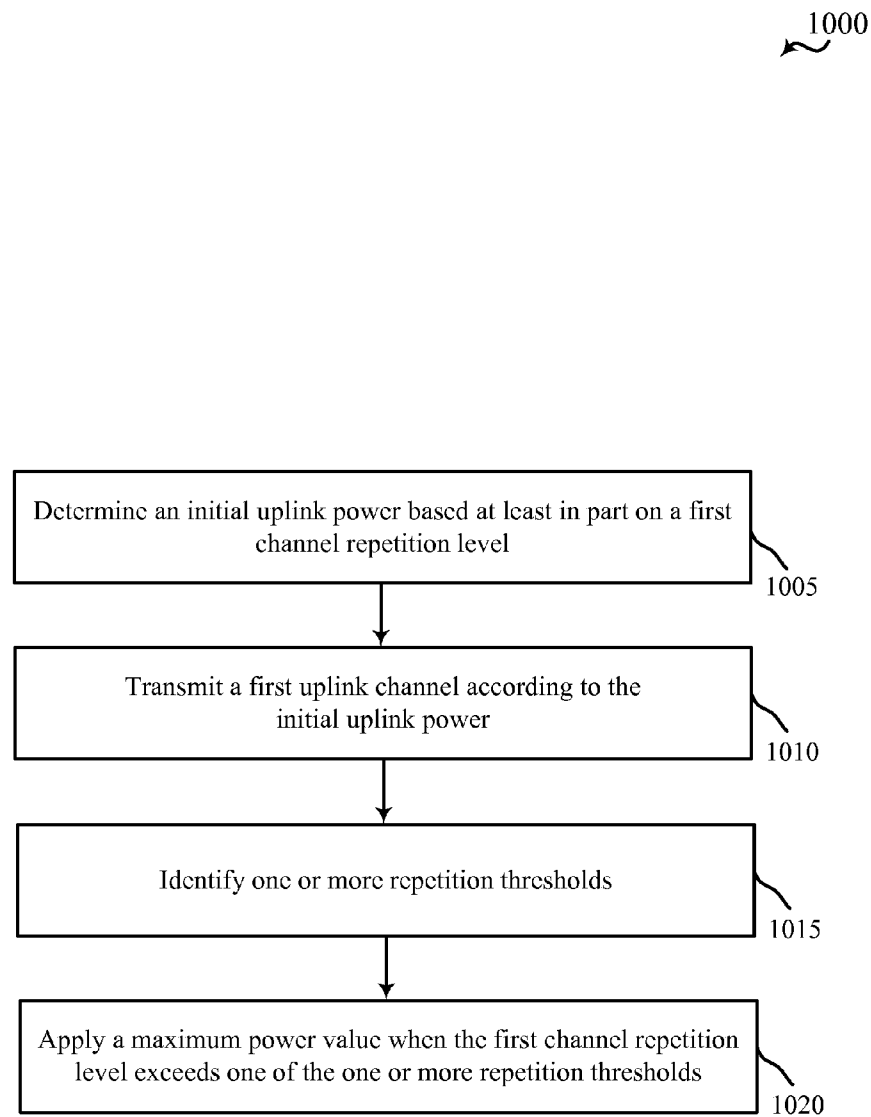 1000
Determine an initial uplink power based at least in part on a first
channel repetition level
1005
Transmit a first uplink channel according to the
initial uplink power
1010
Identify one or more repetition thresholds
1015
Apply a maximum power value when the first channel repetition
level exceeds one of the one or more repetition thresholds
1020